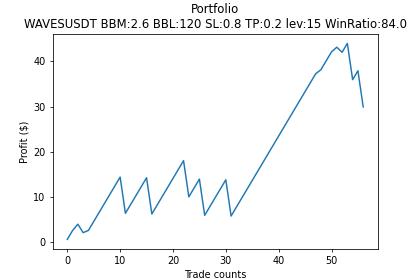 Portfolio
WAVESUSDT BBM:2.6 BBL:120 SL:0.8 TP:0.2 lev:15 WinRatio:84.0
Profit ($)
40
30
20
10
0
0 10 20 30 40 50
Trade counts